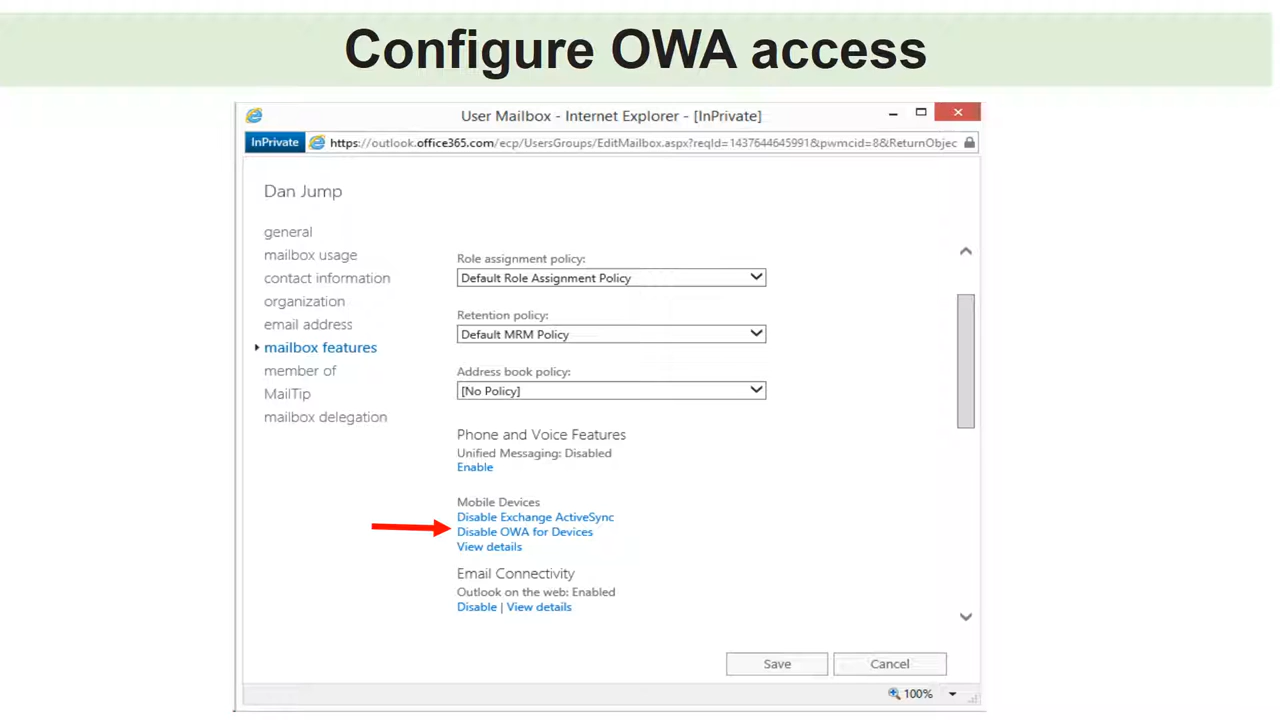 Configure OWA access
User Mailbox - Internet Explorer - [InPrivate]
InPrivate https://outlook.office365.com/ecp/UsersGroups/EditMailbox.aspx?reqId=1437644645991&pwmcid=8&ReturnObjec
Dan Jump
general
mailbox usage
contact information
organization
email address
mailbox features
member of
MailTip
mailbox delegation
Role assignment policy:
Default Role Assignment Policy
Retention policy:
Default MRM Policy
Address book policy:
[No Policy]
Phone and Voice Features
Unified Messaging: Disabled
Enable
Mobile Devices
Disable Exchange ActiveSync
Disable OWA for Devices
View details
Email Connectivity
Outlook on the web: Enabled
Disable | View details
Save Cancel
100%